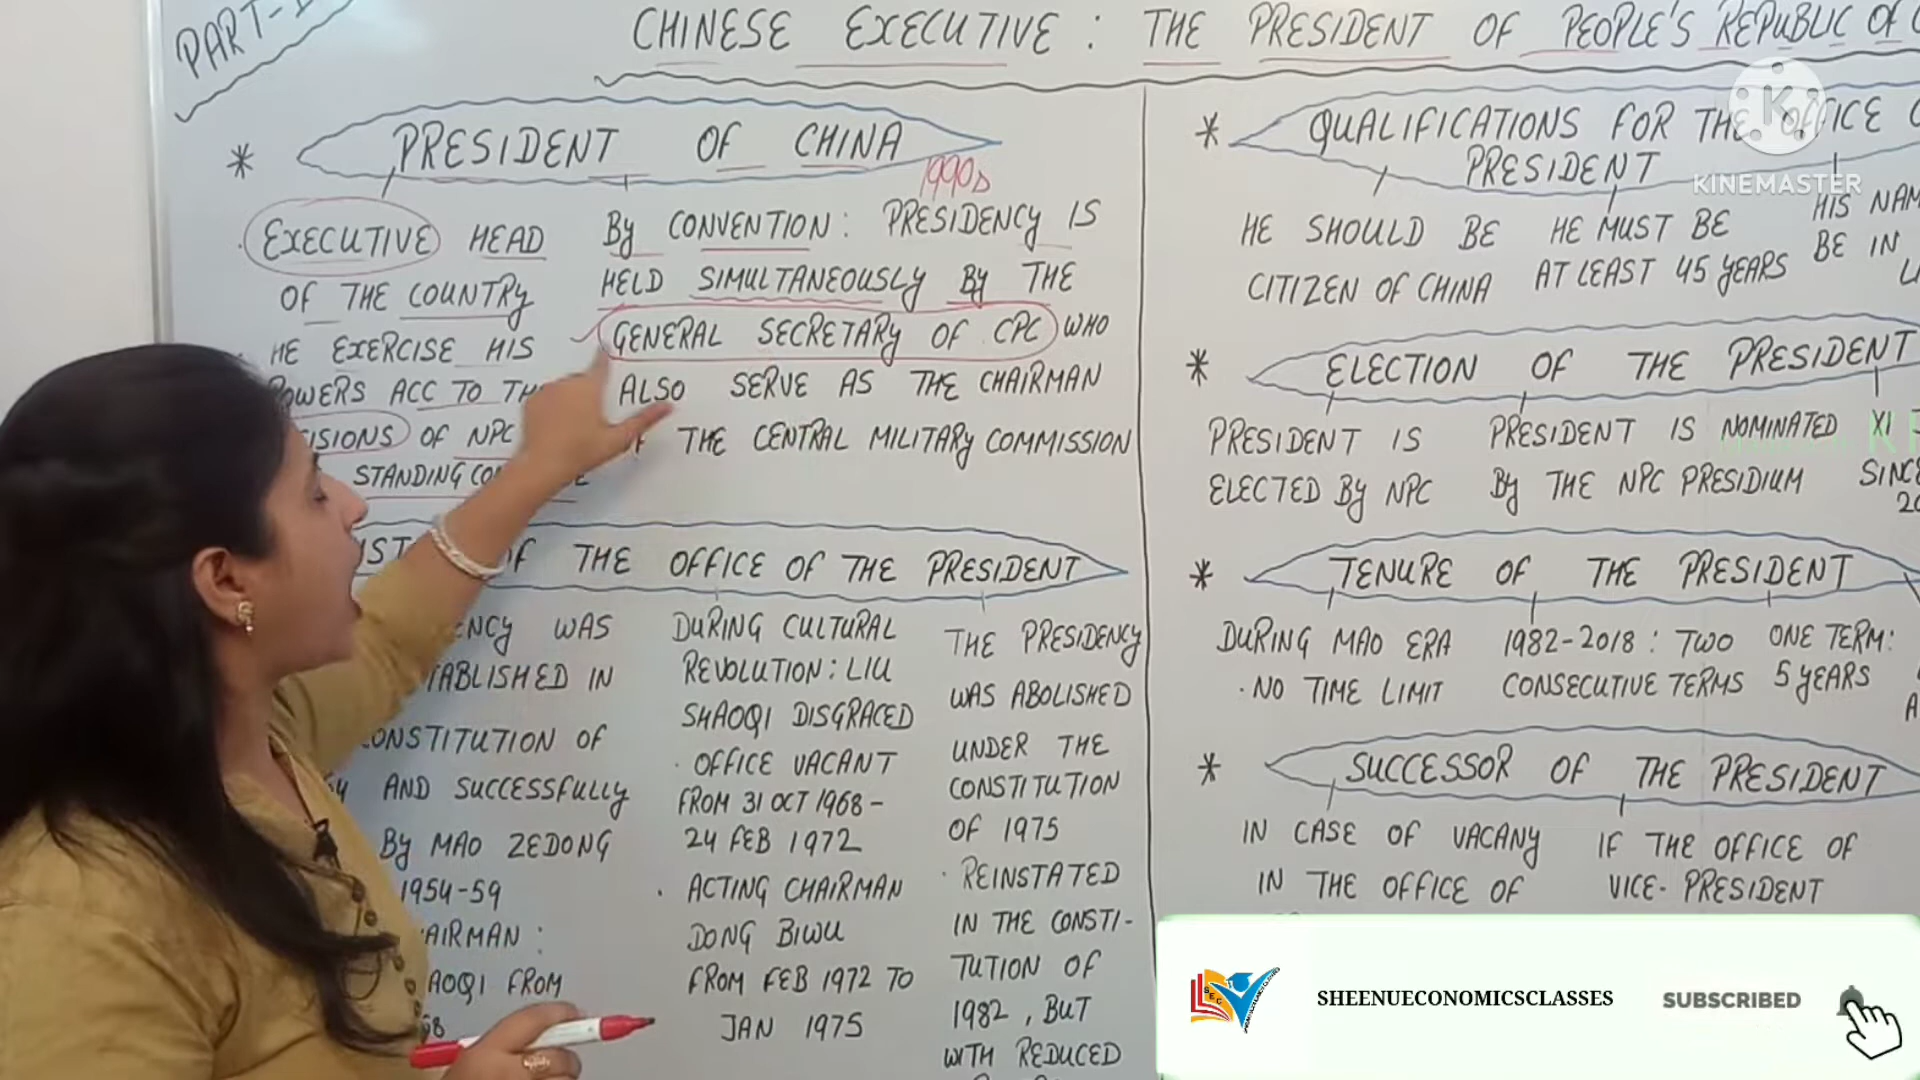 PART-I
CHINESE EXECUTIVE: THE PRESIDENT OF PEOPLE'S REPUBLIC OF
* PRESIDENT OF CHINA
1990s
EXECUTIVE HEAD
OF THE COUNTRY
HE EXERCISE HIS
POWERS ACC TO
OF NPC
STANDING
BY CONVENTION: PRESIDENCY IS
HELD SIMULTANEOUSLY BY THE
GENERAL SECRETARY OF CPC WHO
ALSO SERVE AS THE CHAIRMAN
OF THE CENTRAL MILITARY COMMISSION
OF THE OFFICE OF THE PRESIDENT
WAS
IN
CONSTITUTION OF
AND SUCCESSFULLY
BY MAO ZEDONG
1954-59
FROM
DURING CULTURAL
REVOLUTION: LIU
SHAOQI DISGRACED
· OFFICE VACANT
FROM 31 OCT 1968-
24 FEB 1972
· ACTING CHAIRMAN
DONG BIWU
FROM FEB 1972 TO
JAN 1975
THE PRESIDENCY
WAS ABOLISHED
UNDER THE
CONSTITUTION
OF 1975
· REINSTATED
IN THE CONSTI-
TUTION OF
1982, BUT
WITH REDUCED
* QUALIFICATIONS FOR THE OFFICE
PRESIDENT
HE SHOULD BE
CITIZEN OF CHINA
HE MUST BE
AT LEAST 45 YEARS
HIS
BE IN
* ELECTION OF THE PRESIDENT
PRESIDENT IS
ELECTED BY NPC
PRESIDENT IS NOMINATED
BY THE NPC PRESIDIUM
XI
SINCE
* TENURE OF THE PRESIDENT
DURING MAO ERA
· NO TIME LIMIT
1982-2018: TWO
CONSECUTIVE TERMS
ONE TERM:
5 YEARS
* SUCCESSOR OF THE PRESIDENT
IN CASE OF VACANY
IN THE OFFICE OF
IF THE OFFICE OF
VICE-PRESIDENT
K
KINEMASTER
SHEENUECONOMICSCLASSES
SUBSCRIBED